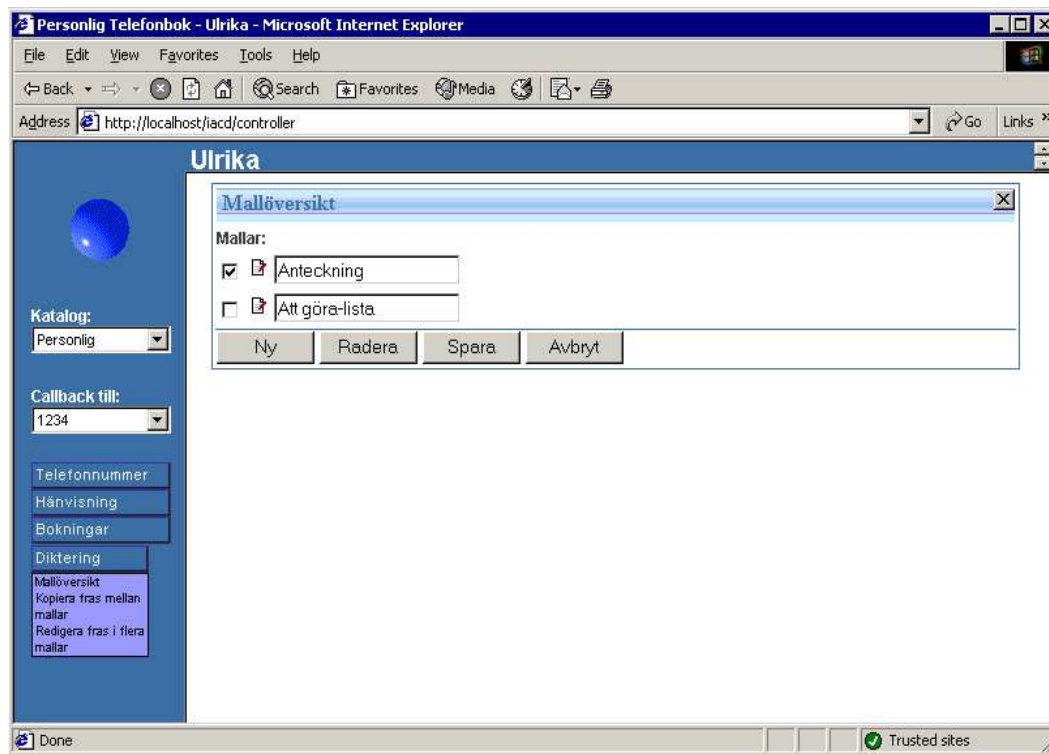 Personlig Telefonbok - Ulrika - Microsoft Internet Explorer
File Edit View Favorites Tools Help
Back Search Favorites Media
Address http://localhost/iacd/controller Go Links »
Ulrika
Mallöversikt
Mallar:
Anteckning
Att göra-lista
Ny Radera Spara Avbryt
Katalog:
Personlig
Callback till:
1234
Telefonnummer
Hänvisning
Bokningar
Diktering
Mallöversikt
Kopiera fras mellan
mallar
Redigera fras i flera
mallar
Done Trusted sites